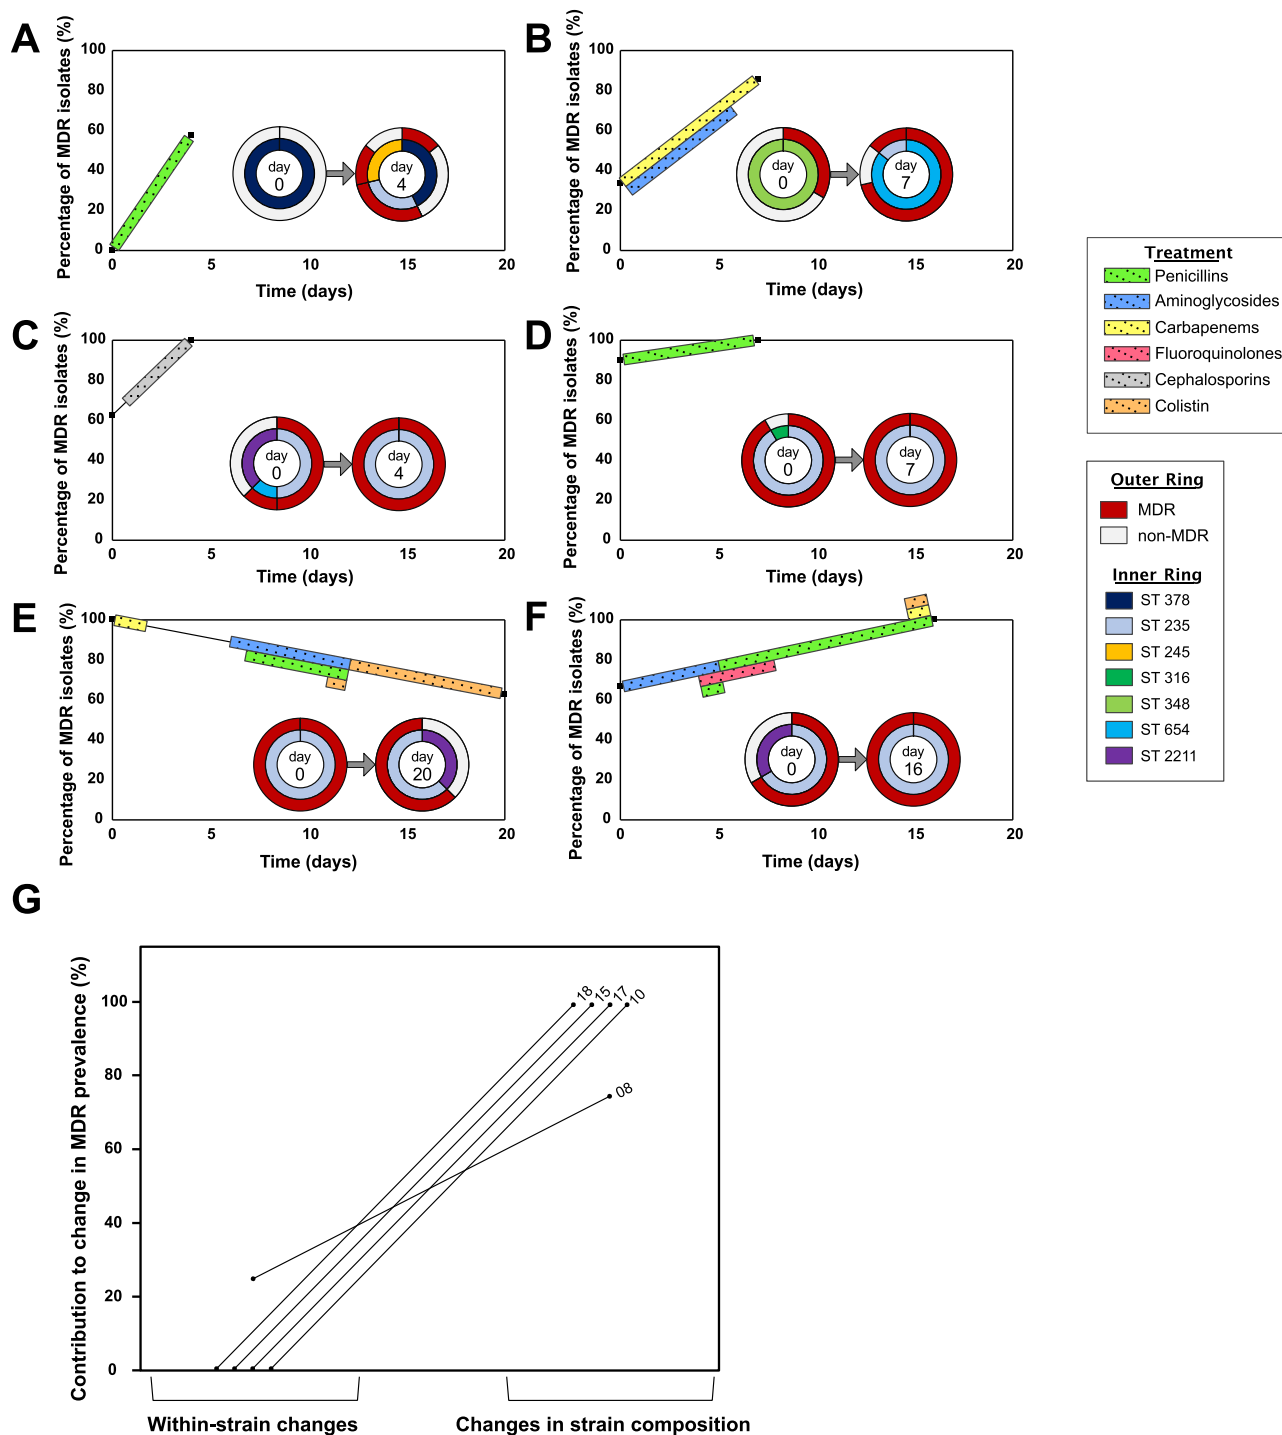 A
Percentage of MDR isolates (%)
100
80
60
40
20
0
0
5
10
15
20
Time (days)
day
0
day
4
B
Percentage of MDR isolates (%)
100
80
60
40
20
0
0
5
10
15
20
Time (days)
day
0
day
7
C
Percentage of MDR isolates (%)
100
80
60
40
20
0
0
5
10
15
20
Time (days)
day
0
day
4
D
Percentage of MDR isolates (%)
100
80
60
40
20
0
0
5
10
15
20
Time (days)
day
0
day
7
E
Percentage of MDR isolates (%)
100
80
60
40
20
0
0
5
10
15
20
Time (days)
day
0
day
20
F
Percentage of MDR isolates (%)
100
80
60
40
20
0
0
5
10
15
20
Time (days)
day
0
day
16
Treatment
Penicillins
Aminoglycosides
Carbapenems
Fluoroquinolones
Cephalosporins
Colistin
Outer Ring
MDR
non-MDR
Inner Ring
ST 378
ST 235
ST 245
ST 316
ST 348
ST 654
ST 2211
G
Contribution to change in MDR prevalence (%)
100
80
60
40
20
0
18
15
17
10
08
Within-strain changes
Changes in strain composition